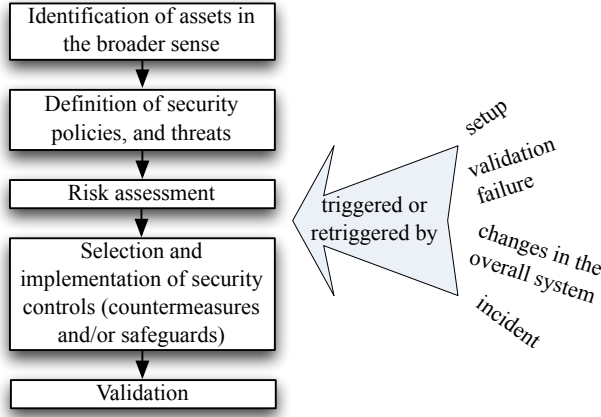 Identification of assets in
the broader sense
Definition of security
policies, and threats
Risk assessment
Selection and
implementation of security
controls (countermeasures
and/or safeguards)
Validation
triggered or
retriggered by
setup
validation
failure
changes in the
overall system
incident